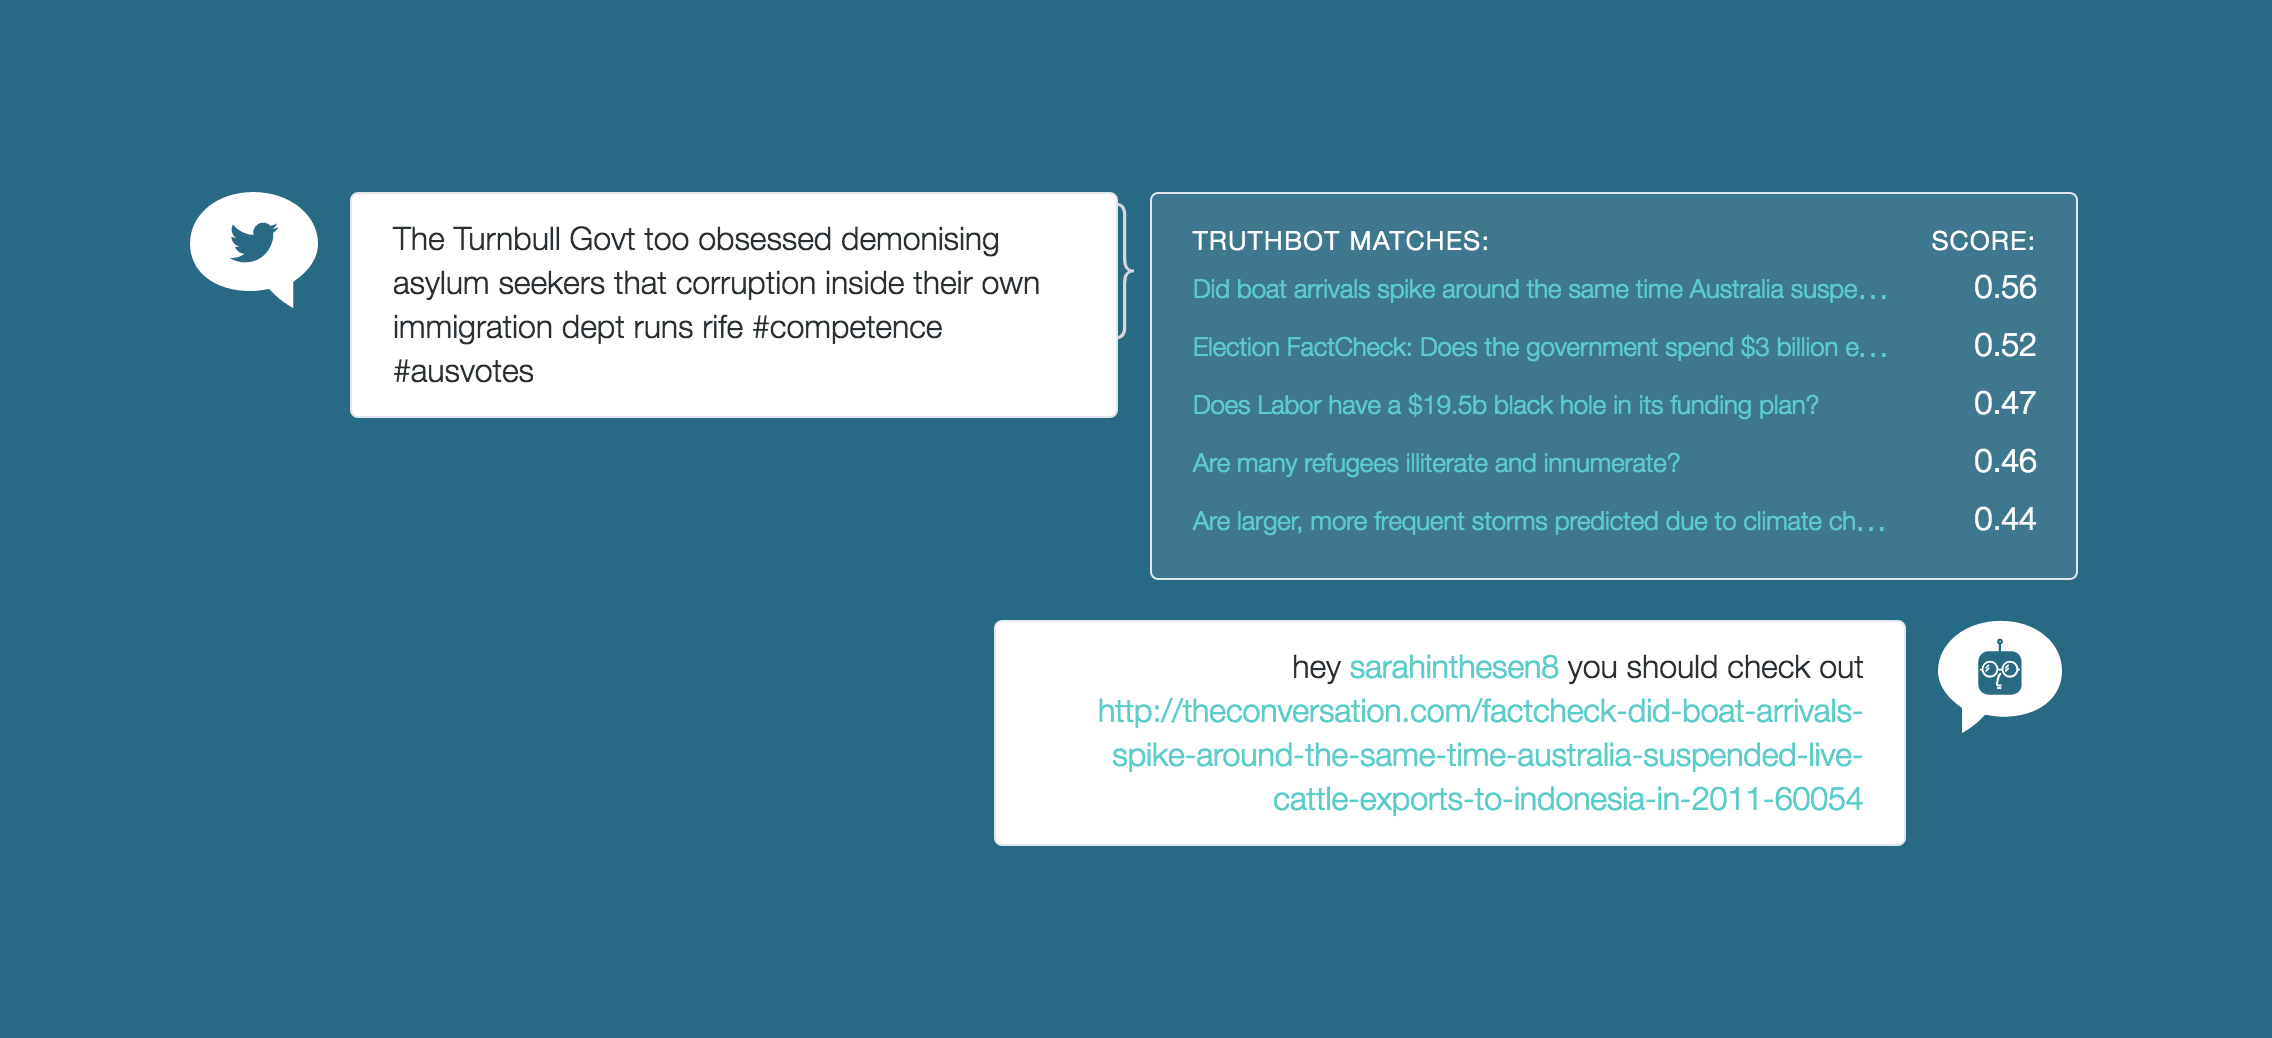 The Turnbull Govt too obsessed demonising
asylum seekers that corruption inside their own
immigration dept runs rife #competence
#ausvotes
TRUTHBOT MATCHES: SCORE:
Did boat arrivals spike around the same time Australia suspe... 0.56
Election FactCheck: Does the government spend $3 billion e... 0.52
Does Labor have a $19.5b black hole in its funding plan? 0.47
Are many refugees illiterate and innumerate? 0.46
Are larger, more frequent storms predicted due to climate ch... 0.44
hey sarahinthesen8 you should check out
http://theconversation.com/factcheck-did-boat-arrivals-
spike-around-the-same-time-australia-suspended-live-
cattle-exports-to-indonesia-in-2011-60054